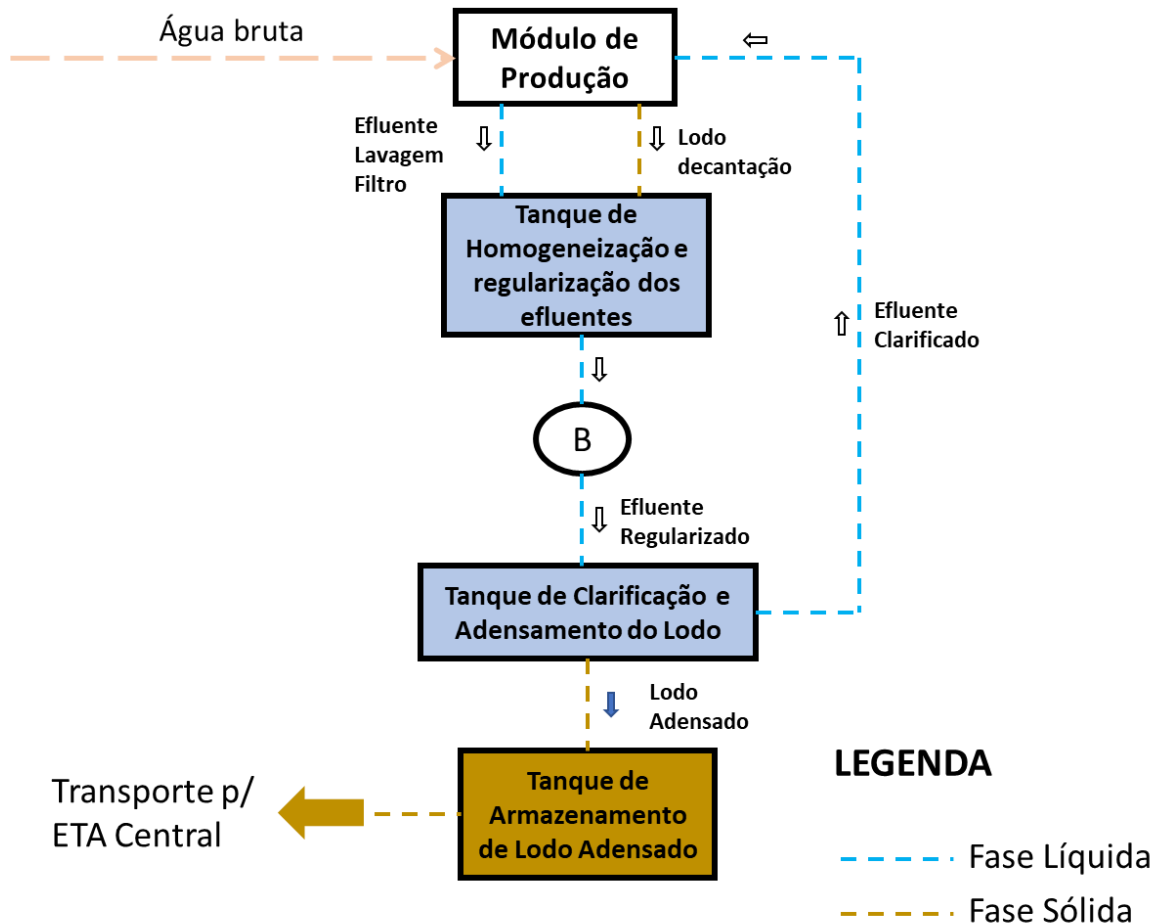 Água bruta
Módulo de
Produção
Efluente
Lavagem
Filtro
Lodo
decantação
Tanque de
Homogeneização e
regularização dos
efluentes
B
Efluente
Regularizado
Efluente
Clarificado
Tanque de Clarificação e
Adensamento do Lodo
Lodo
Adensado
Tanque de
Armazenamento
de Lodo Adensado
Transporte p/
ETA Central
LEGENDA
Fase Líquida
Fase Sólida